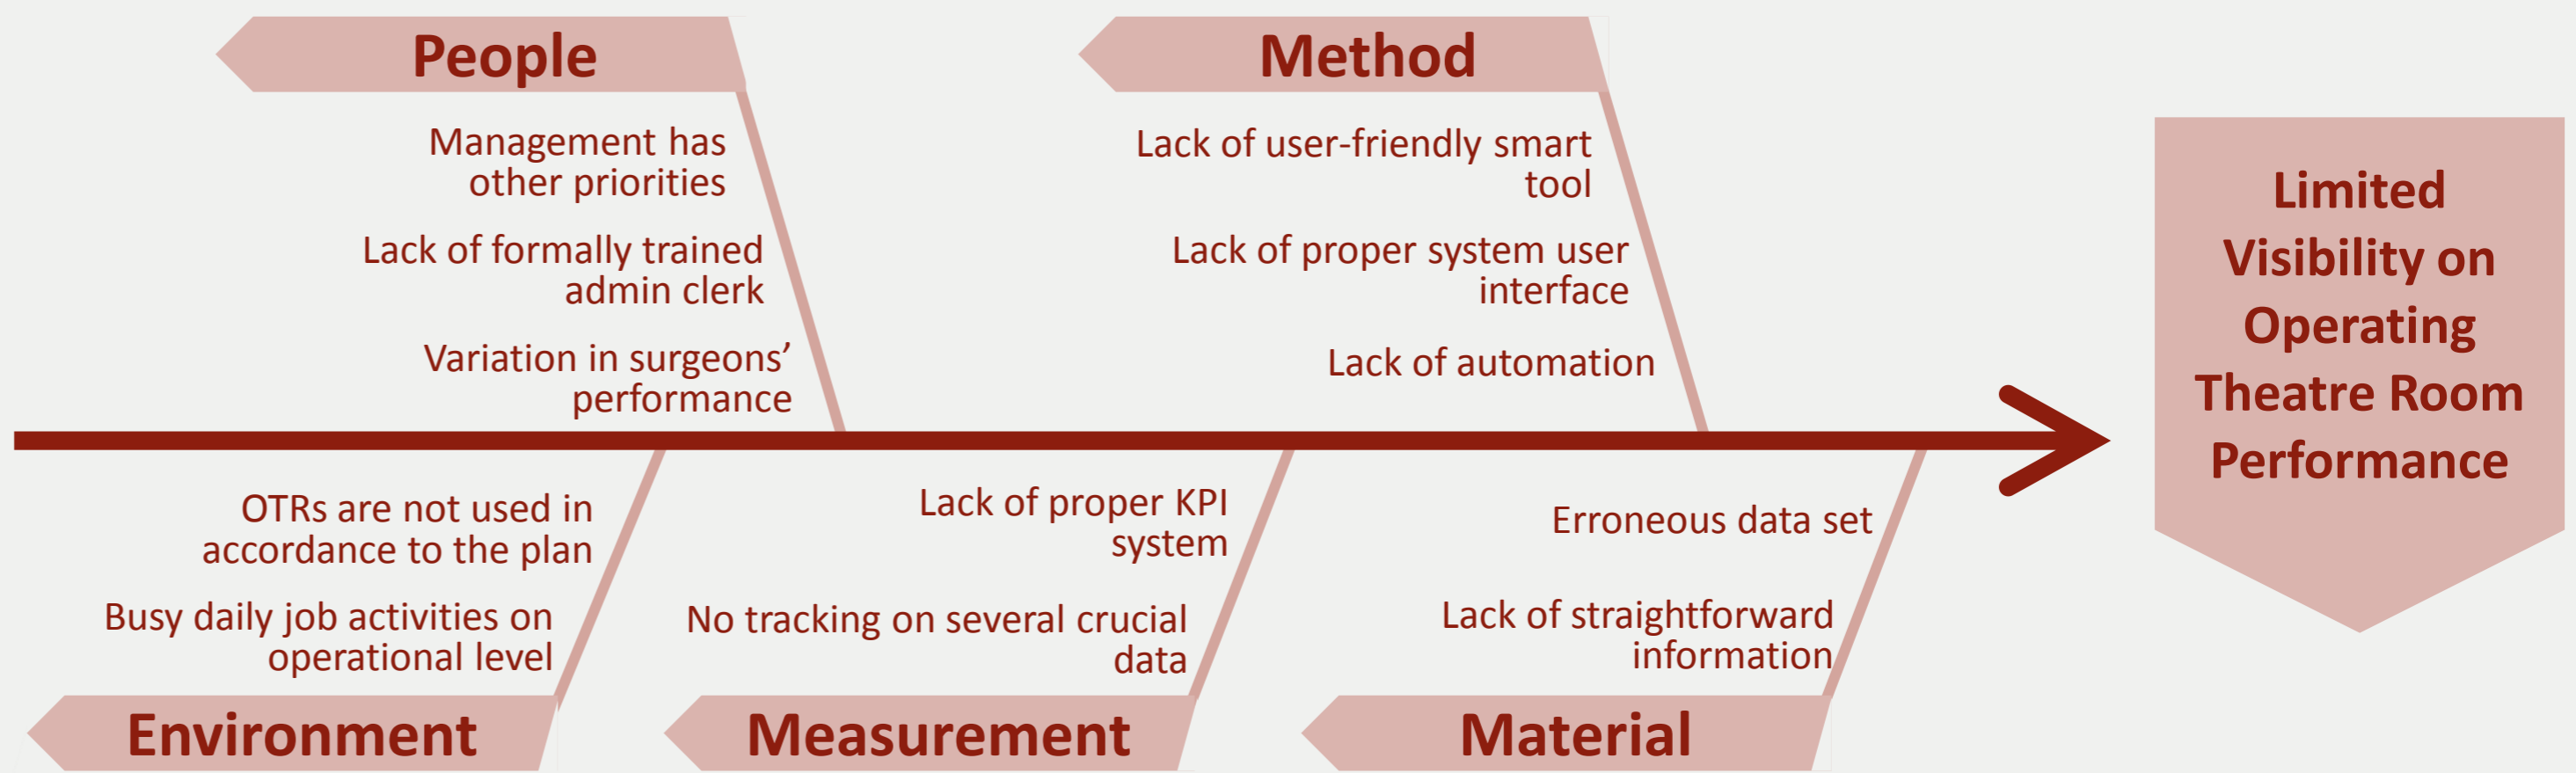 People
Management has
other priorities
Lack of formally trained
admin clerk
Variation in surgeons’
performance
Method
Lack of user-friendly smart
tool
Lack of proper system user
interface
Lack of automation
OTRs are not used in
accordance to the plan
Busy daily job activities on
operational level
Environment
Lack of proper KPI
system
No tracking on several crucial
data
Measurement
Erroneous data set
Lack of straightforward
information
Material
Limited
Visibility on
Operating
Theatre Room
Performance